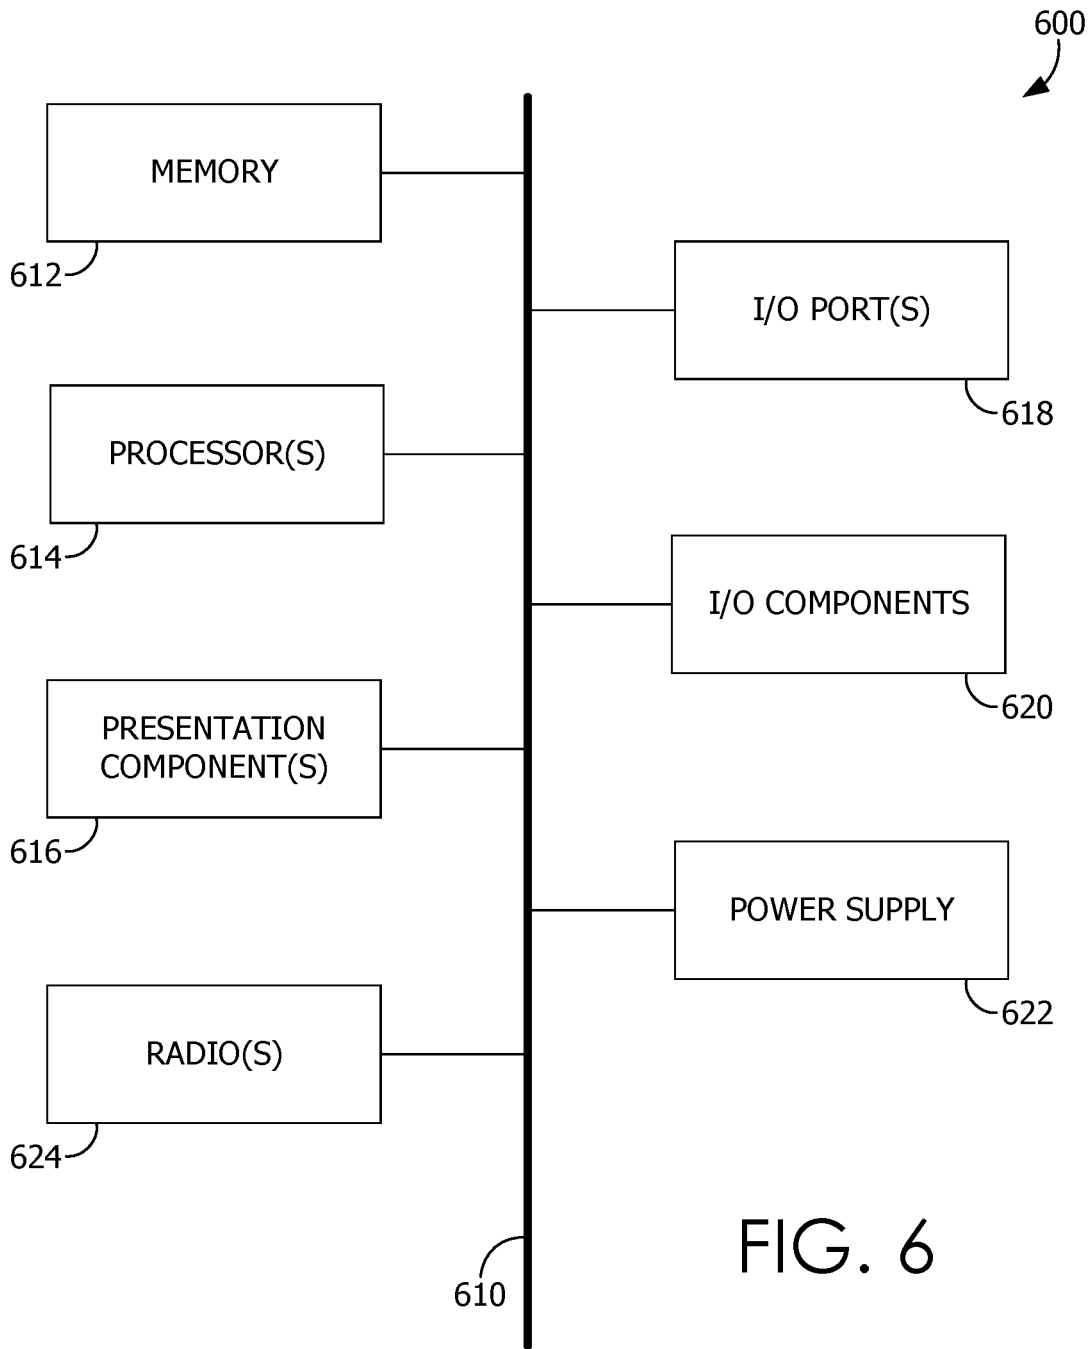 600
MEMORY
612
I/O PORT(S)
618
PROCESSOR(S)
614
I/O COMPONENTS
620
PRESENTATION
COMPONENT(S)
616
POWER SUPPLY
622
RADIO(S)
624
610
FIG. 6